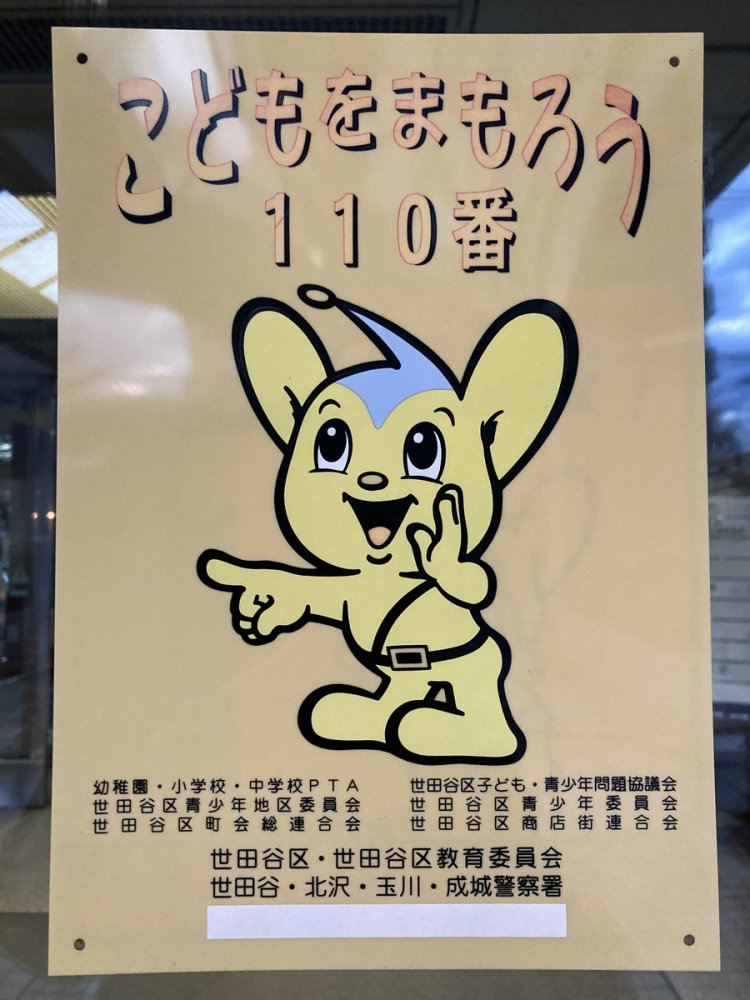 こどもをまもろう
110番
幼稚園・小学校・中学校PTA
世田谷区青少年地区委員会
世田谷区町会総連合会
世田谷区子ども・青少年問題協議会
世田谷区青少年委員会
世田谷区商店街連合会
世田谷区・世田谷区教育委員会
世田谷・北沢・玉川・成城警察署